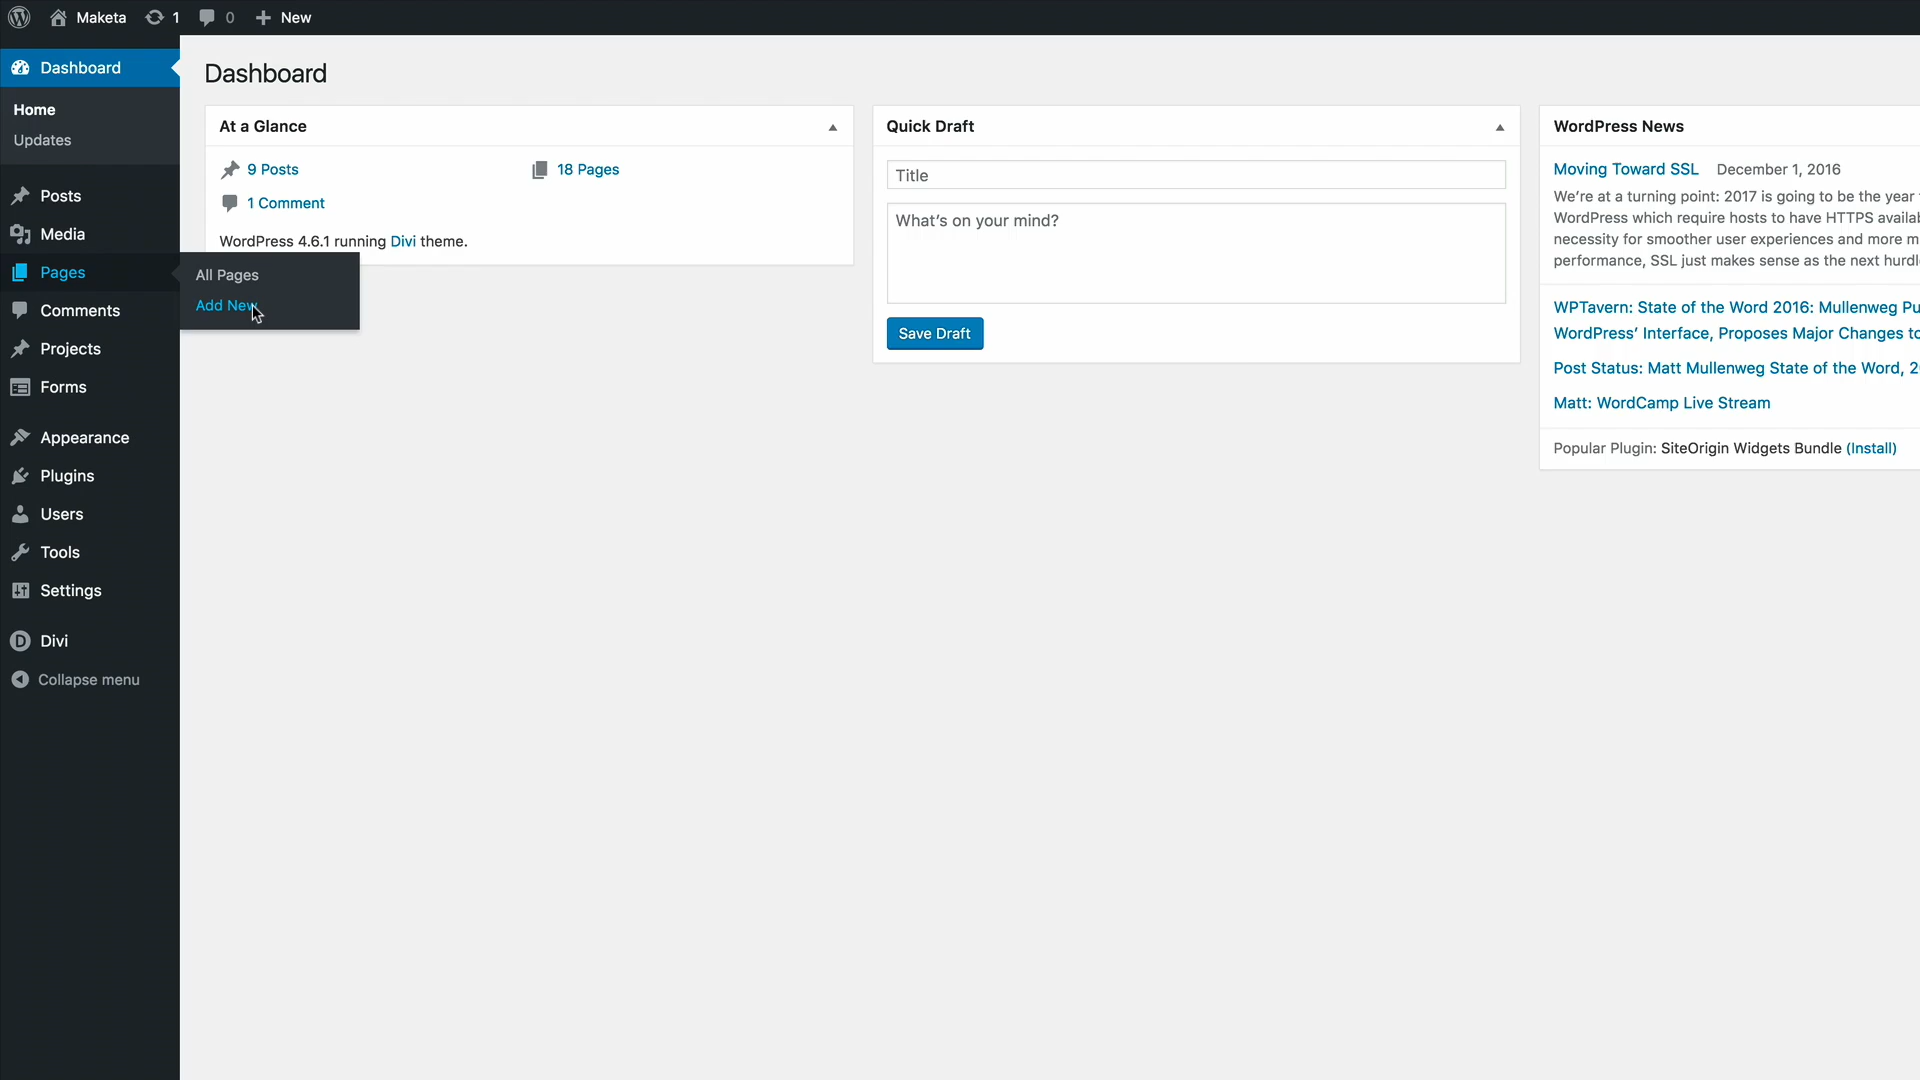 Maketa
1
0
New
Dashboard
Home
Updates
Posts
Media
Pages
Comments
Projects
Forms
Appearance
Plugins
Users
Tools
Settings
Divi
Collapse menu
All Pages
Add New
Dashboard
At a Glance
9 Posts
18 Pages
1 Comment
WordPress 4.6.1 running Divi theme.
Quick Draft
Title
What's on your mind?
Save Draft
WordPress News
Moving Toward SSL December 1, 2016
We're at a turning point: 2017 is going to be the year
WordPress which require hosts to have HTTPS availab
necessity for smoother user experiences and more m
performance, SSL just makes sense as the next hurdl
WPTavern: State of the Word 2016: Mullenweg Pu
WordPress' Interface, Proposes Major Changes to
Post Status: Matt Mullenweg State of the Word, 2
Matt: WordCamp Live Stream
Popular Plugin: SiteOrigin Widgets Bundle (Install)